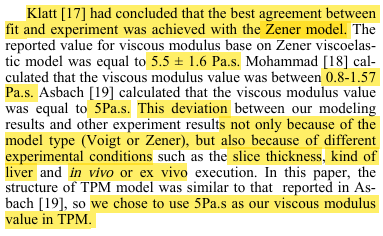 Klatt [17] had concluded that the best agreement between
fit and experiment was achieved with the Zener model. The
reported value for viscous modulus base on Zener viscoelas-
tic model was equal to 5.5 ± 1.6 Pa.s. Mohammad [18] cal-
culated that the viscous modulus value was between 0.8-1.57
Pa.s. Asbach [19] calculated that the viscous modulus value
was equal to 5Pa.s. This deviation between our modeling
results and other experiment results not only because of the
model type (Voigt or Zener), but also because of different
experimental conditions such as the slice thickness, kind of
liver and in vivo or ex vivo execution. In this paper, the
structure of TPM model was similar to that reported in As-
bach [19], so we chose to use 5Pa.s as our viscous modulus
value in TPM.